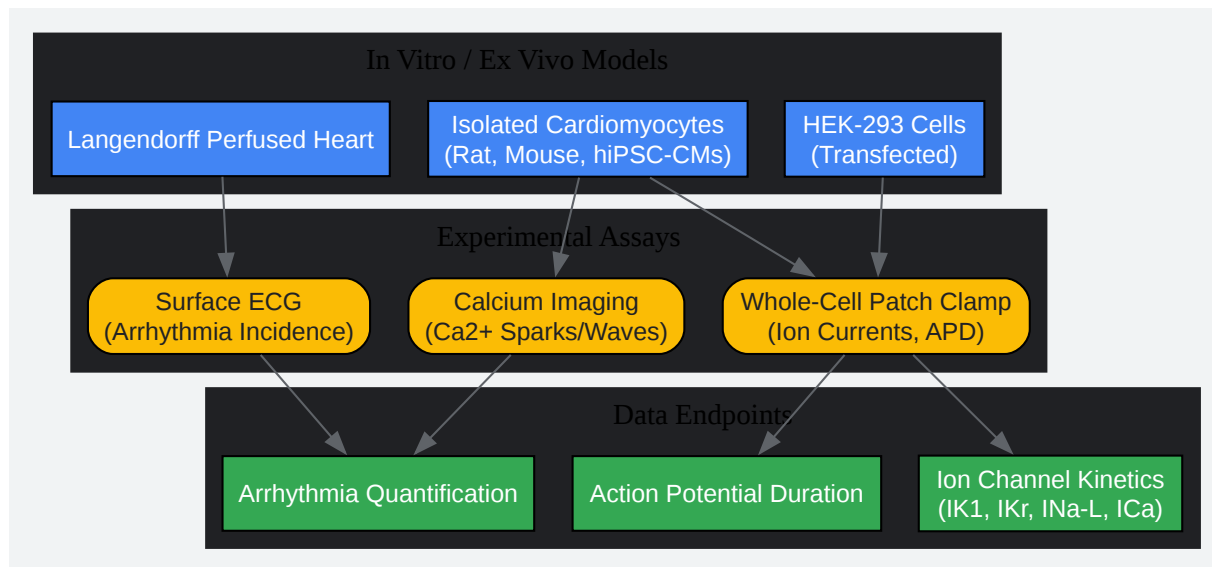 In Vitro / Ex Vivo Models
Langendorff Perfused Heart
Isolated Cardiomyocytes
(Rat, Mouse, hiPSC-CMs)
HEK-293 Cells
(Transfected)
Experimental Assays
Surface ECG
(Arrhythmia Incidence)
Calcium Imaging
(Ca2+ Sparks/Waves)
Whole-Cell Patch Clamp
(Ion Currents, APD)
Data Endpoints
Arrhythmia Quantification
Action Potential Duration
Ion Channel Kinetics
(IK1, IKr, INa-L, ICa)